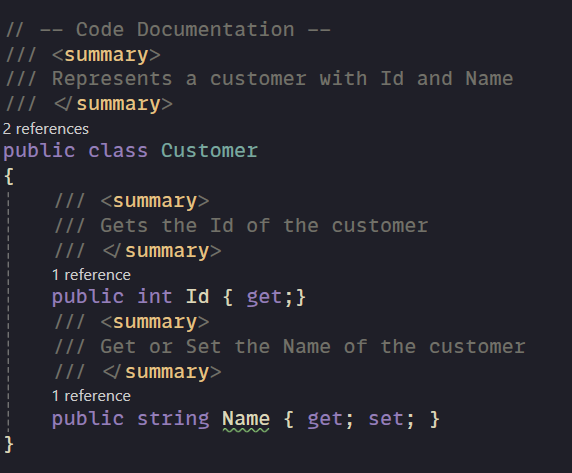 // -- Code Documentation --
/// <summary>
/// Represents a customer with Id and Name
/// </summary>
2 references
public class Customer
{
/// <summary>
/// Gets the Id of the customer
/// </summary>
1 reference
public int Id { get;}
/// <summary>
/// Get or Set the Name of the customer
/// </summary>
1 reference
public string Name { get; set; }
}